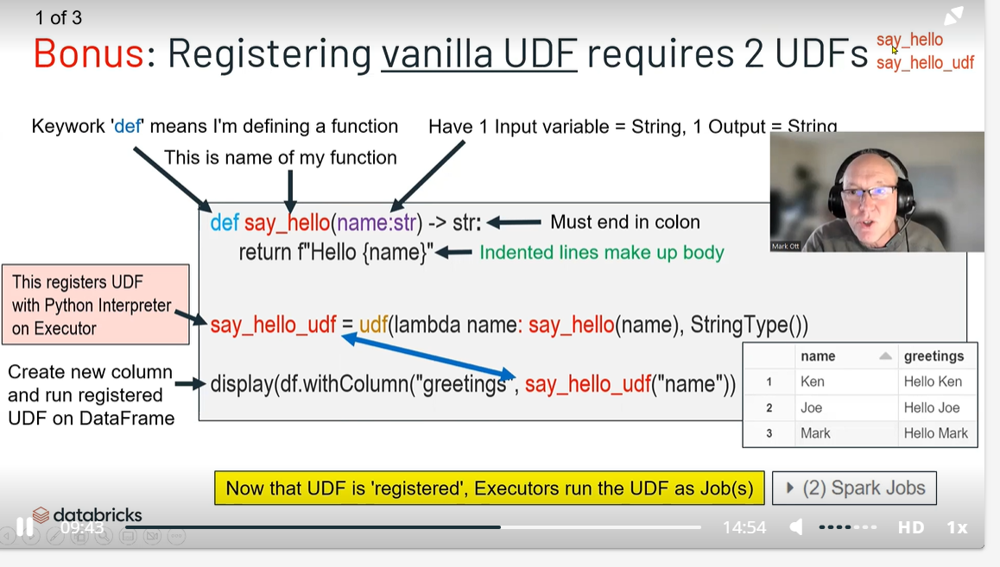 1 of 3
Bonus: Registering vanilla UDF requires 2 UDFs
say_hello
say_hello_udf
Keywork 'def' means I'm defining a function
Have 1 Input variable = String, 1 Output = String
This is name of my function
def say_hello(name:str) -> str:
Must end in colon
return f"Hello {name}"
Indented lines make up body
Mark Ott
This registers UDF
with Python Interpreter
on Executor
say_hello_udf = udf(lambda name: say_hello(name), StringType())
Create new column
and run registered
UDF on DataFrame
display(df.withColumn("greetings", say_hello_udf("name"))
name greetings
1 Ken Hello Ken
2 Joe Hello Joe
3 Mark Hello Mark
Now that UDF is 'registered', Executors run the UDF as Job(s)
(2) Spark Jobs
databricks
09:43
14:54
HD
1x